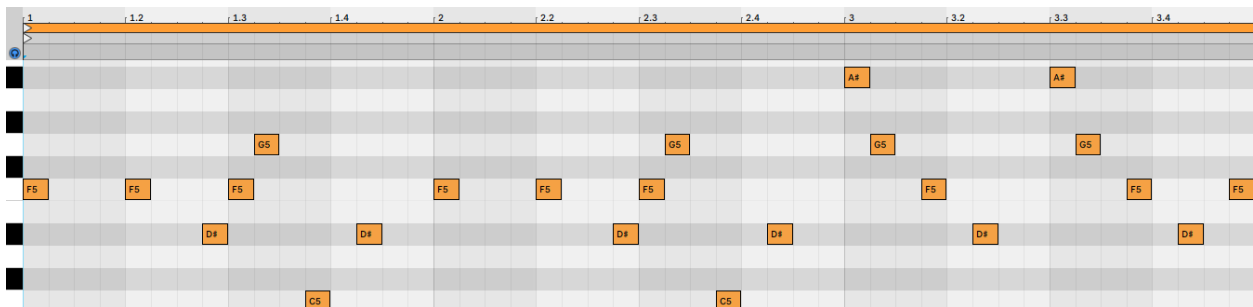 1 1.2 1.3 1.4 2 2.2 2.3 2.4 3 3.2 3.3 3.4
A♯ A♯
G5 G5 G5 G5
F5 F5 F5 F5 F5 F5 F5 F5 F5
D♯ D♯ D♯ D♯ D♯ D♯
C5 C5